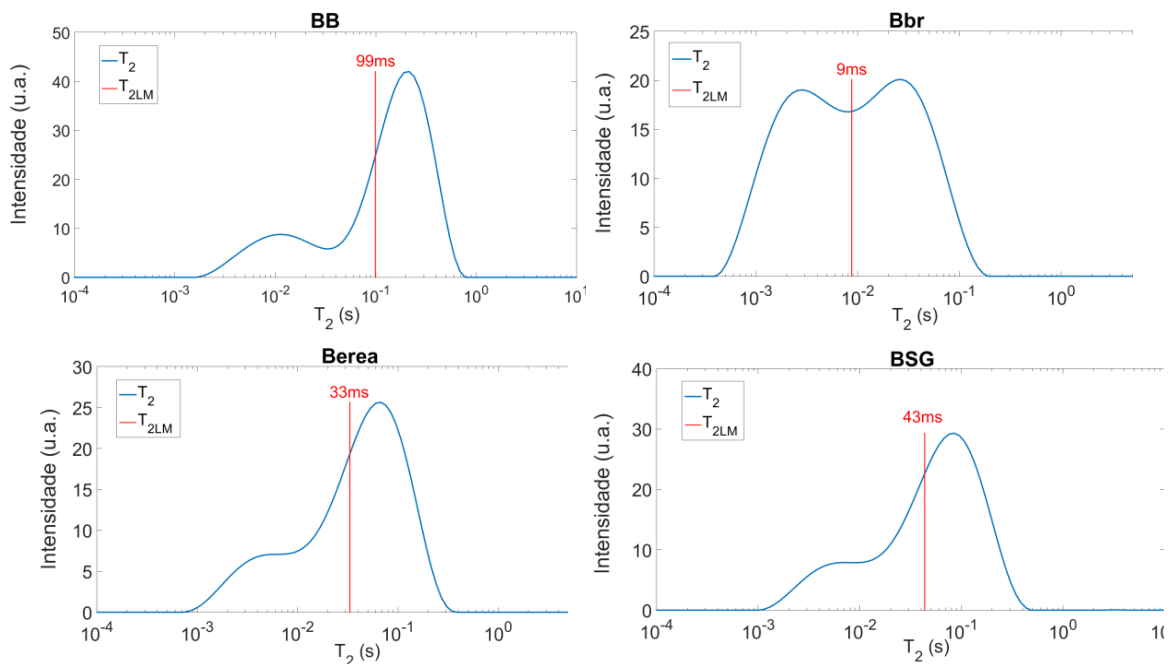 BB
50
40
30
20
10
0
Intensidade (u.a.)
T2
T2LM
99ms
10-4
10-3
10-2
10-1
100
T2 (s)
Bbr
25
20
15
10
5
0
Intensidade (u.a.)
T2
T2LM
9ms
10-4
10-3
10-2
10-1
100
T2 (s)
Berea
30
25
20
15
10
5
0
Intensidade (u.a.)
T2
T2LM
33ms
10-4
10-3
10-2
10-1
100
T2 (s)
BSG
40
30
20
10
0
Intensidade (u.a.)
T2
T2LM
43ms
10-4
10-3
10-2
10-1
100
T2 (s)